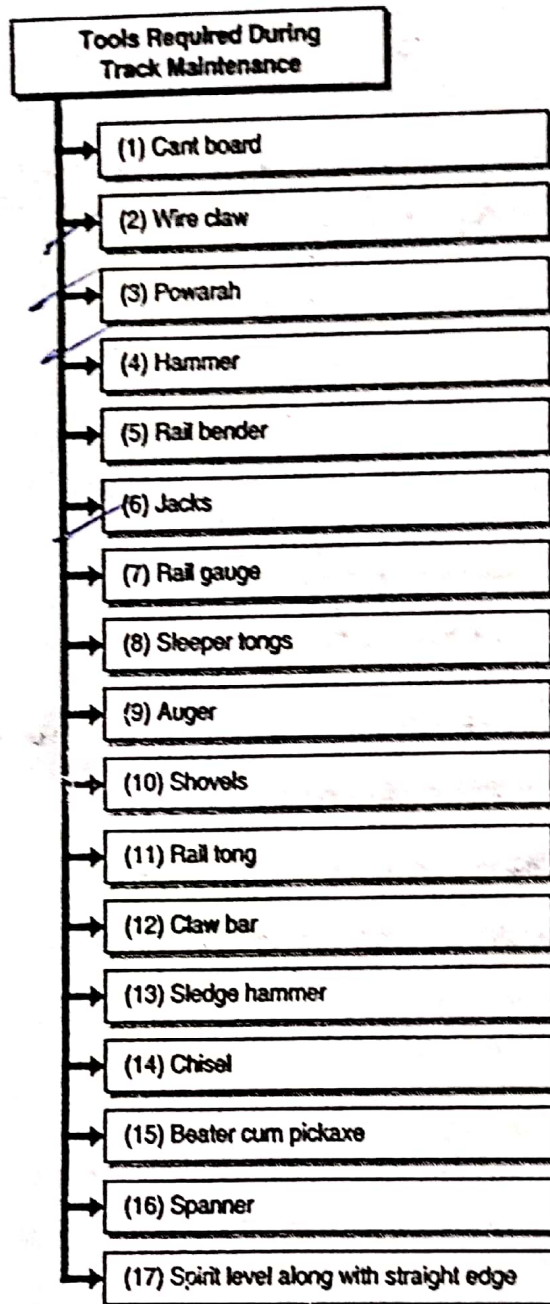 Tools Required During
Track Maintenance
(1) Cant board
(2) Wire claw
(3) Powarah
(4) Hammer
(5) Rail bender
(6) Jacks
(7) Rail gauge
(8) Sleeper tongs
(9) Auger
(10) Shovels
(11) Rail tong
(12) Claw bar
(13) Sledge hammer
(14) Chisel
(15) Beater cum pickaxe
(16) Spanner
(17) Spirit level along with straight edge